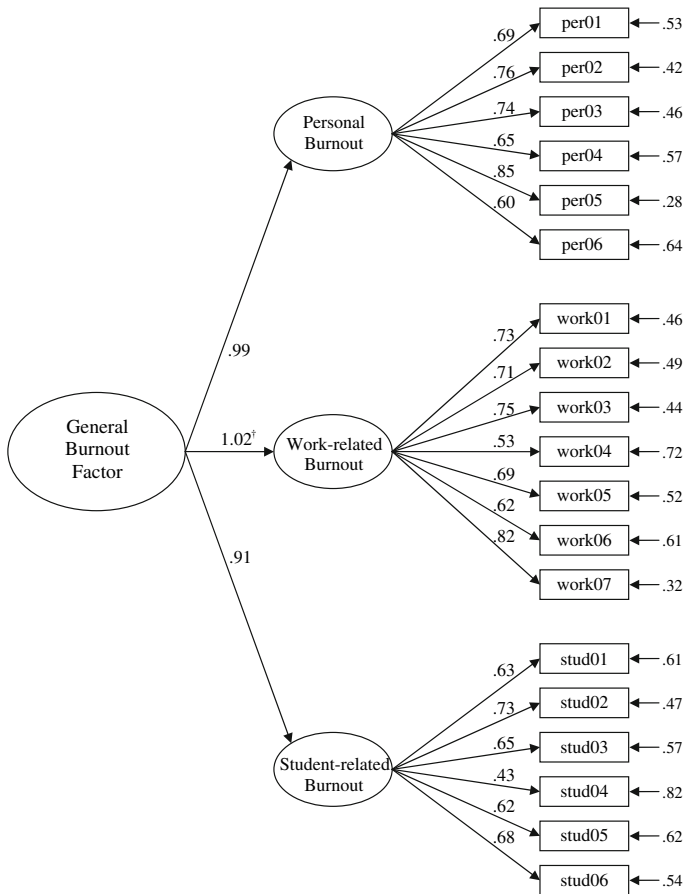 .69
per01
.53
.76
per02
.42
.74
per03
.46
Personal
Burnout
.65
per04
.57
.85
per05
.28
.60
per06
.64
.99
.73
work01
.46
.71
work02
.49
.75
work03
.44
General
Burnout
Factor
1.02†
Work-related
Burnout
.53
work04
.72
.69
work05
.52
.62
work06
.61
.82
work07
.32
.91
.63
stud01
.61
.73
stud02
.47
.65
stud03
.57
Student-related
Burnout
.43
stud04
.82
.62
stud05
.62
.68
stud06
.54